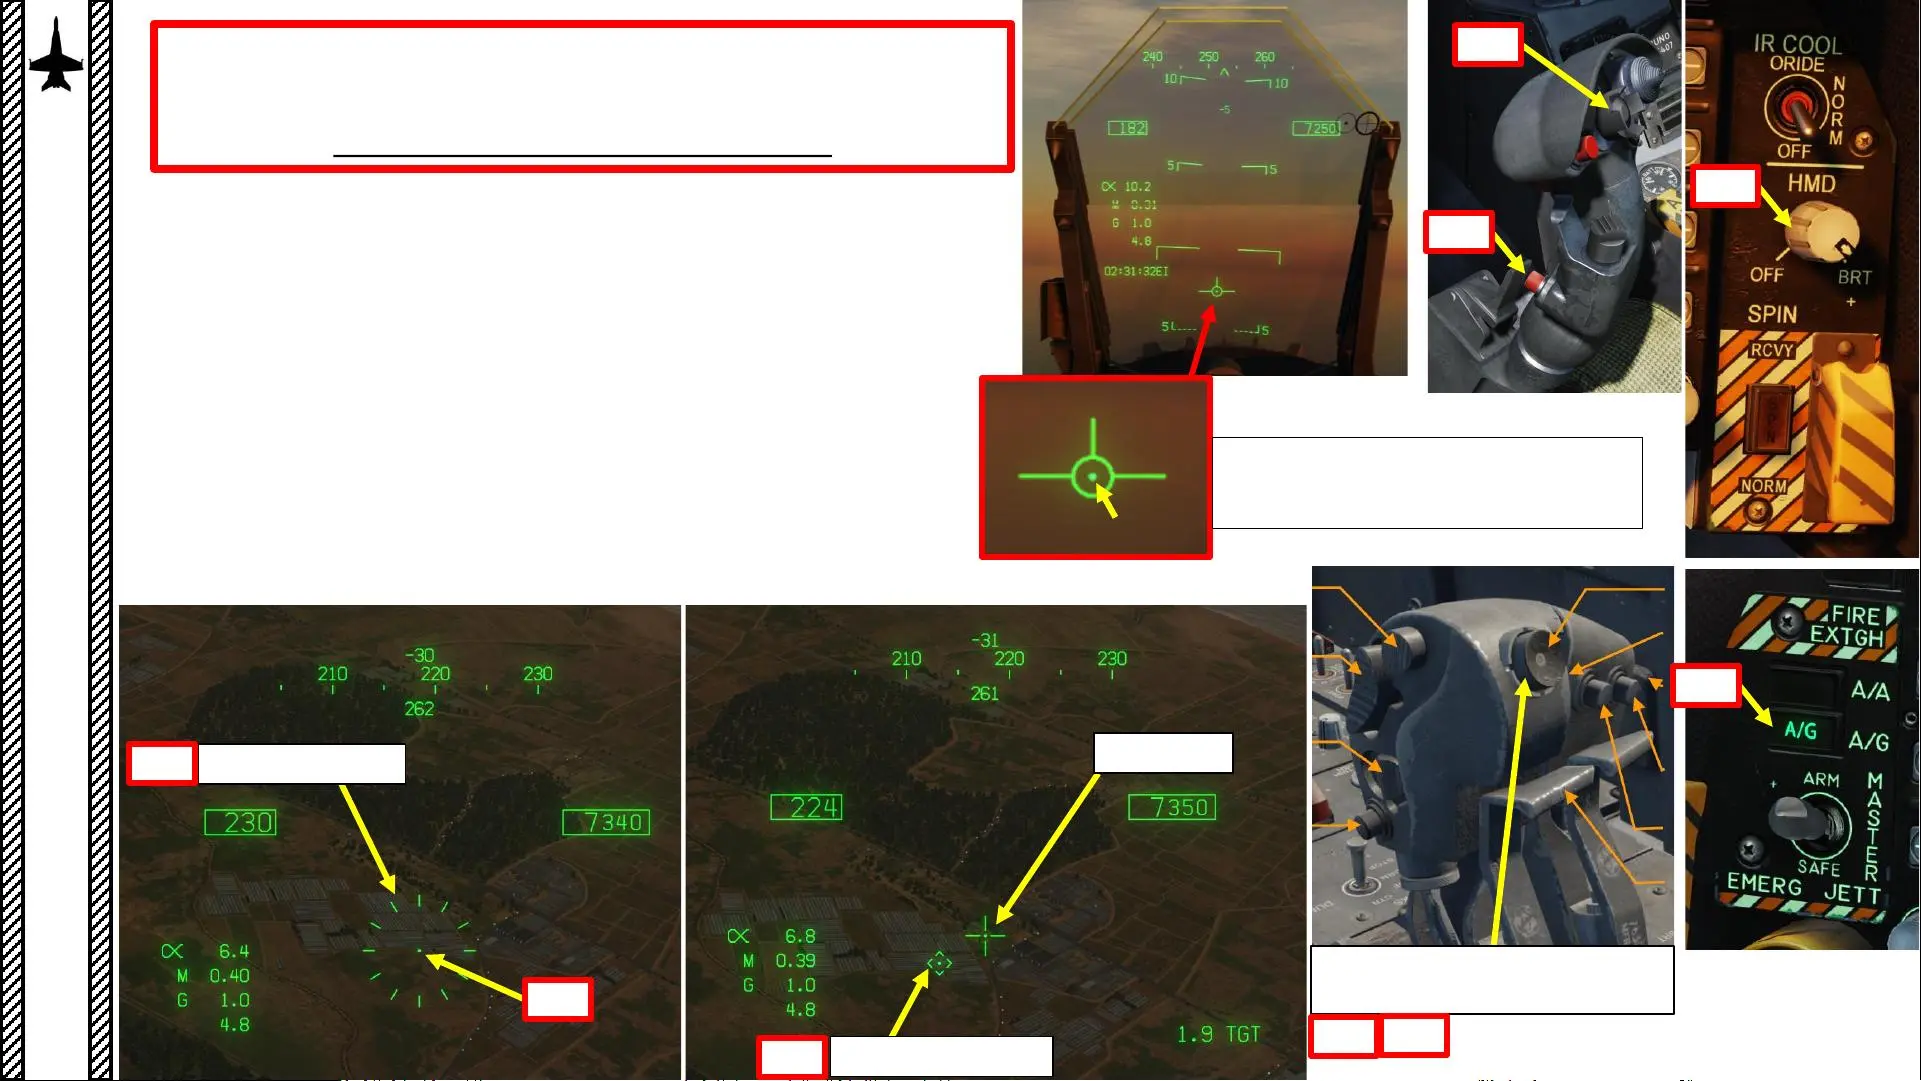 240 250 260
10 10
-5
182 7250
5 5
α 10.2
M 0.31
G 1.0
4.8
02:31:32EI
5 5
IR COOL
ORIDE
NORM
OFF
HMD
OFF
BRT
+
SPIN
RCVY
SPIN
NORM
-30
210 220 230
262
230 7340
α 6.4
M 0.40
G 1.0
4.8
-31
210 220 230
261
224 7350
α 6.8
M 0.39
G 1.0
4.8
1.9 TGT
FIRE
EXTGH
A/A
A/G A/G
ARM
+
MASTER
SAFE
EMERG JETT